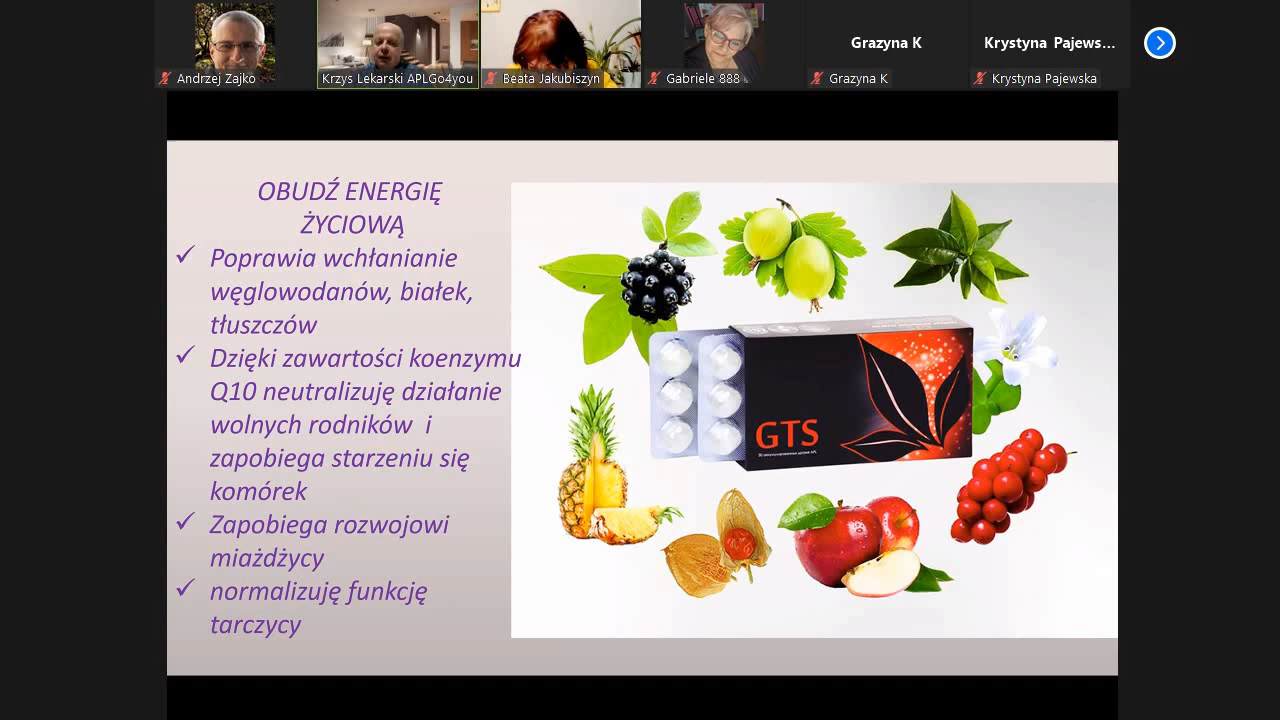 Grazyna K
Krystyna Pajews...
Andrzej Zajko
Krzys Lekarski APLGo4you
Beata Jakubiszyn
Gabriele 888
Grazyna K
Krystyna Pajewska
OBUDŹ ENERGIĘ
ŻYCIOWĄ
Poprawia wchłanianie
węglowodanów, białek,
tłuszczów
Dzięki zawartości koenzymu
Q10 neutralizuję działanie
wolnych rodników i
zapobiega starzeniu się
komórek
Zapobiega rozwojowi
miażdżycy
normalizuję funkcję
tarczycy
GTS